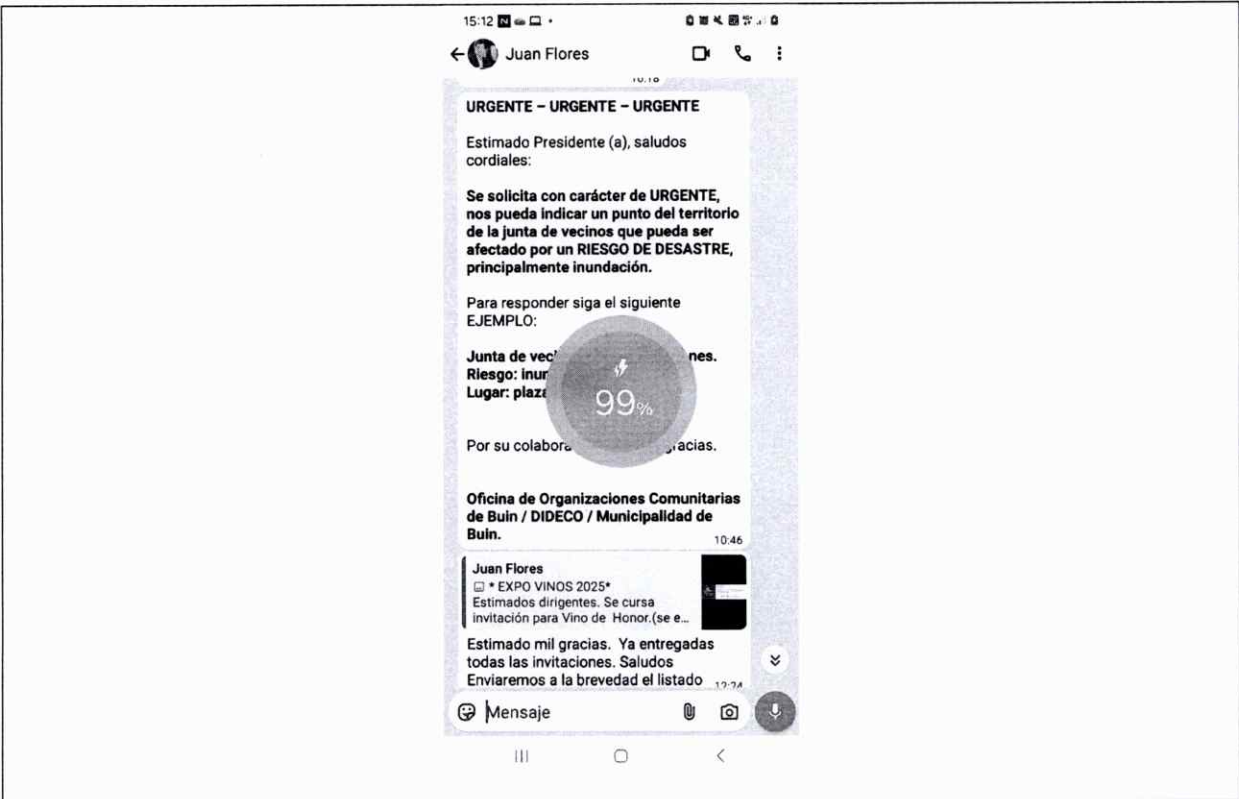 15:12
Juan Flores
10:18
URGENTE – URGENTE – URGENTE
Estimado Presidente (a), saludos
cordiales:
Se solicita con carácter de URGENTE,
nos pueda indicar un punto del territorio
de la junta de vecinos que pueda ser
afectado por un RIESGO DE DESASTRE,
principalmente inundación.
Para responder siga el siguiente
EJEMPLO:
Junta de veci nes.
Riesgo: inun
Lugar: plaza
99%
Por su colabora gracias.
Oficina de Organizaciones Comunitarias
de Buin / DIDECO / Municipalidad de
Buin.
10:46
Juan Flores
* EXPO VINOS 2025*
Estimados dirigentes. Se cursa
invitación para Vino de Honor.(se e...
Estimado mil gracias. Ya entregadas
todas las invitaciones. Saludos
Enviaremos a la brevedad el listado
12:24
Mensaje